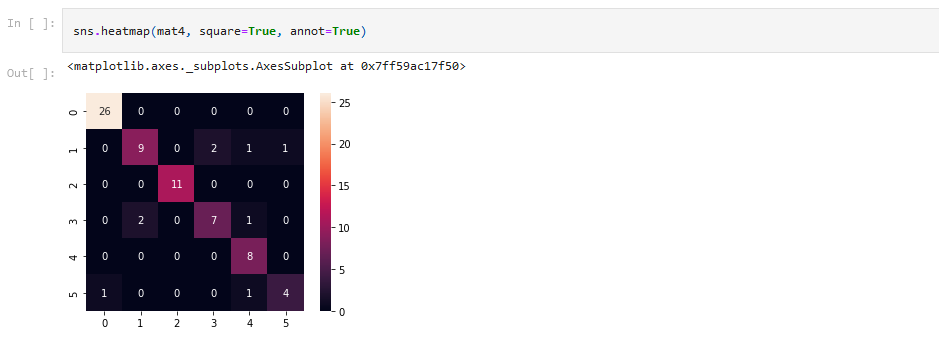 In [ ]:
sns.heatmap(mat4, square=True, annot=True)
Out[ ]:
<matplotlib.axes._subplots.AxesSubplot at 0x7ff59ac17f50>
0 26 0 0 0 0 0
1 0 9 0 2 1 1
2 0 0 11 0 0 0
3 0 2 0 7 1 0
4 0 0 0 0 8 0
5 1 0 0 0 1 4
0 1 2 3 4 5
25
20
15
10
5
0